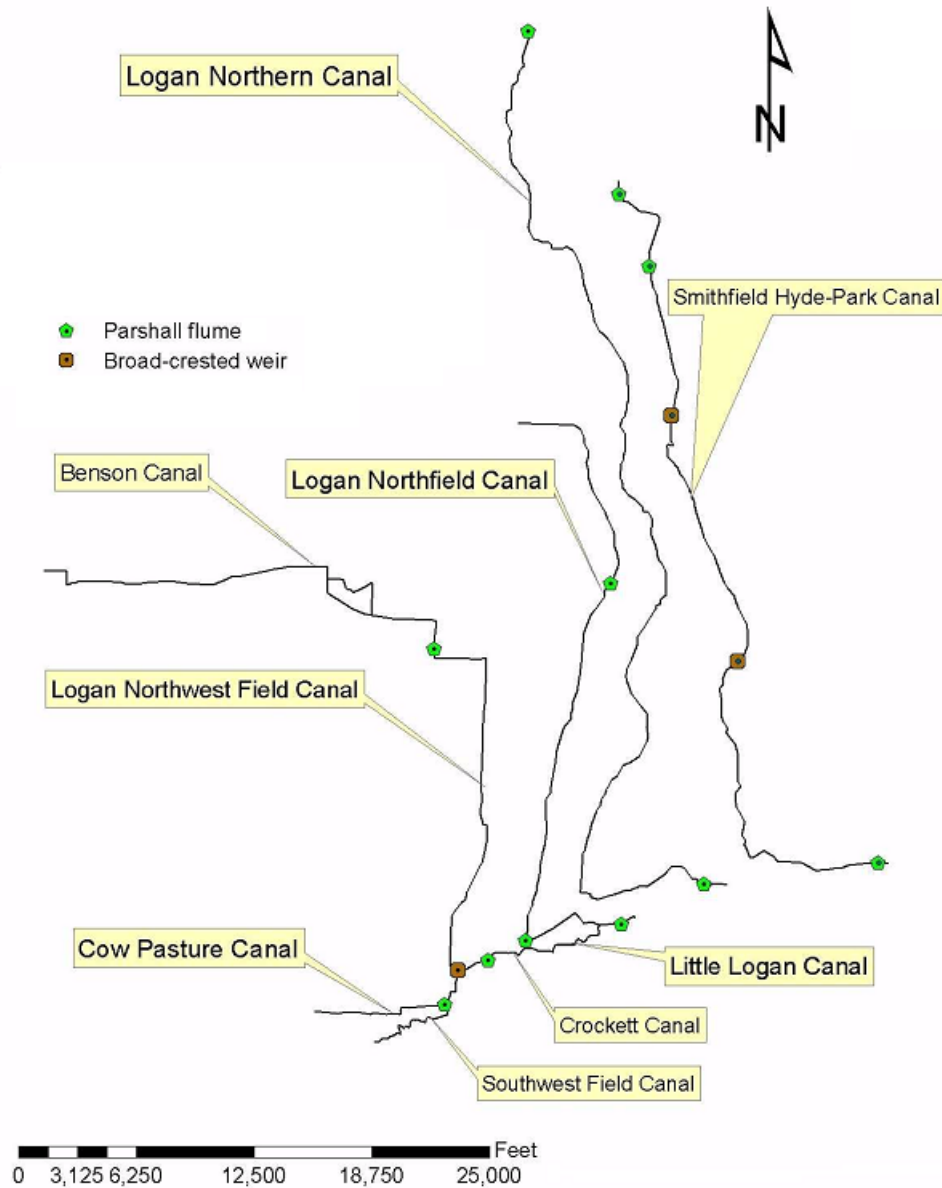 Logan Northern Canal
N
Smithfield Hyde-Park Canal
Parshall flume
Broad-crested weir
Benson Canal
Logan Northfield Canal
Logan Northwest Field Canal
Cow Pasture Canal
Little Logan Canal
Crockett Canal
Southwest Field Canal
Feet
0 3,125 6,250 12,500 18,750 25,000